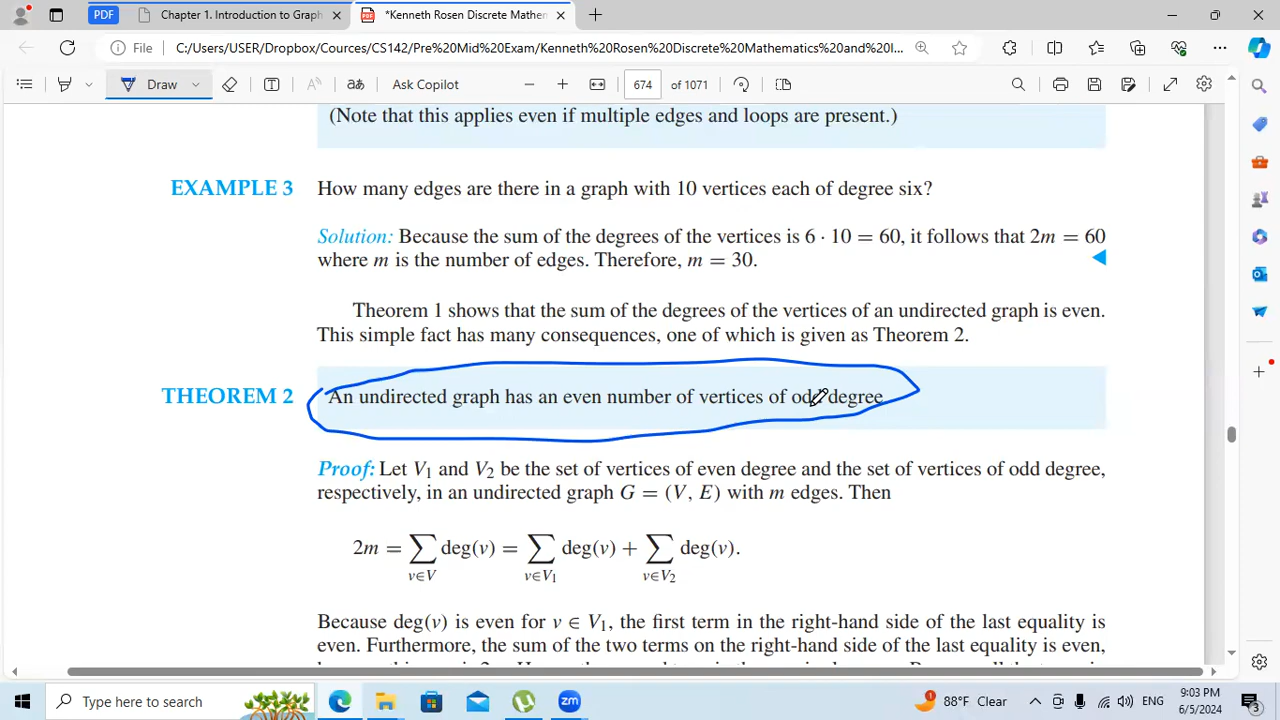 PDF
Chapter 1. Introduction to Graph
*Kenneth Rosen Discrete Mathen
File
C:/Users/USER/Dropbox/Cources/CS142/Pre%20Mid%20Exam/Kenneth%20Rosen%20Discrete%20Mathematics%20and%20I...
Draw
aあ
Ask Copilot
674 of 1071
(Note that this applies even if multiple edges and loops are present.)
EXAMPLE 3 How many edges are there in a graph with 10 vertices each of degree six?
Solution: Because the sum of the degrees of the vertices is 6 · 10 = 60, it follows that 2m = 60
where m is the number of edges. Therefore, m = 30.
Theorem 1 shows that the sum of the degrees of the vertices of an undirected graph is even.
This simple fact has many consequences, one of which is given as Theorem 2.
THEOREM 2 An undirected graph has an even number of vertices of odd degree
Proof: Let V₁ and V₂ be the set of vertices of even degree and the set of vertices of odd degree,
respectively, in an undirected graph G = (V, E) with m edges. Then
2m = ∑ deg(v) = ∑ deg(v) + ∑ deg(v).
v∈V v∈V₁ v∈V₂
Because deg(v) is even for v ∈ V₁, the first term in the right-hand side of the last equality is
even. Furthermore, the sum of the two terms on the right-hand side of the last equality is even,
Type here to search
zm
1
88°F Clear
ENG
9:03 PM
6/5/2024
3